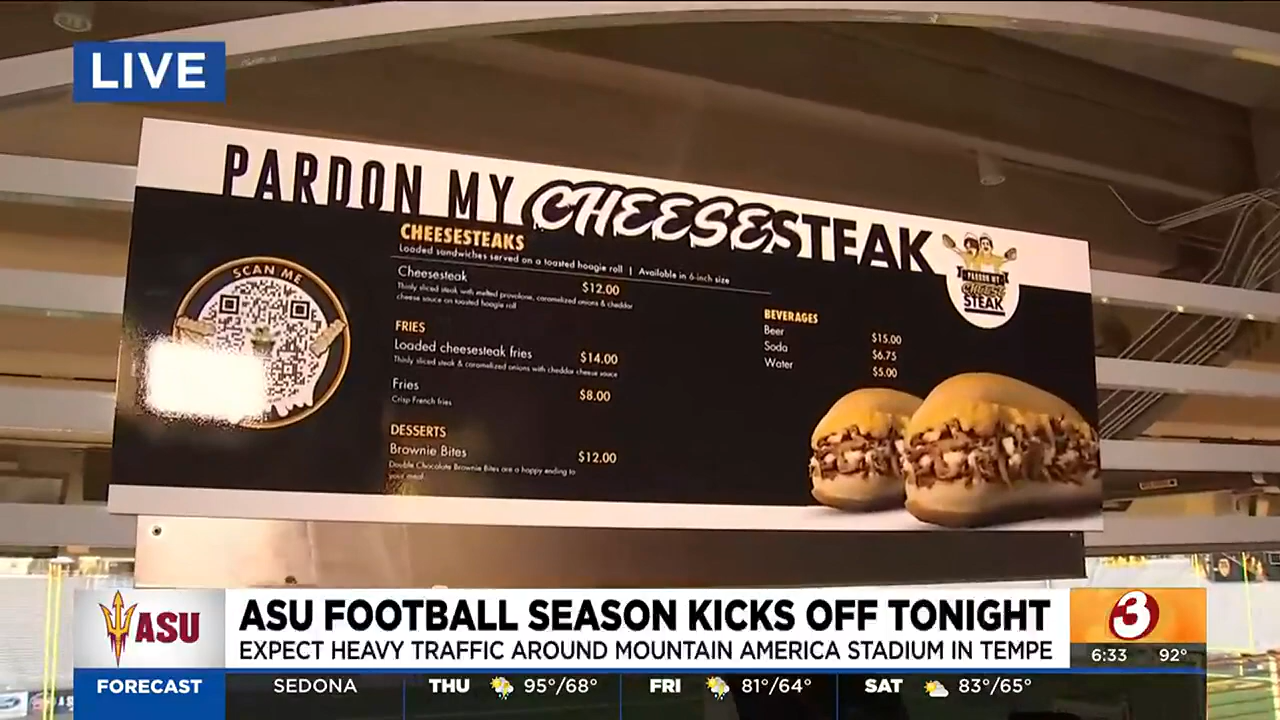 LIVE
PARDON MY CHEESESTEAK
SCAN ME
CHEESESTEAKS
Loaded sandwiches served on a toasted hoagie roll | Available in 6-inch size
Cheesesteak $12.00
Thinly sliced steak with melted provolone, caramelized onions & cheddar
cheese sauce on toasted hoagie roll
FRIES
Loaded cheesesteak fries $14.00
Thinly sliced steak & caramelized onions with cheddar cheese sauce
Fries $8.00
Crisp French fries
DESSERTS
Brownie Bites $12.00
Double Chocolate Brownie Bites are a happy ending to
your meal
BEVERAGES
Beer $15.00
Soda $6.75
Water $5.00
PARDON MY
Cheese
STEAK
ASU
ASU FOOTBALL SEASON KICKS OFF TONIGHT
EXPECT HEAVY TRAFFIC AROUND MOUNTAIN AMERICA STADIUM IN TEMPE
3
6:33 92°
FORECAST SEDONA THU 95°/68° FRI 81°/64° SAT 83°/65°